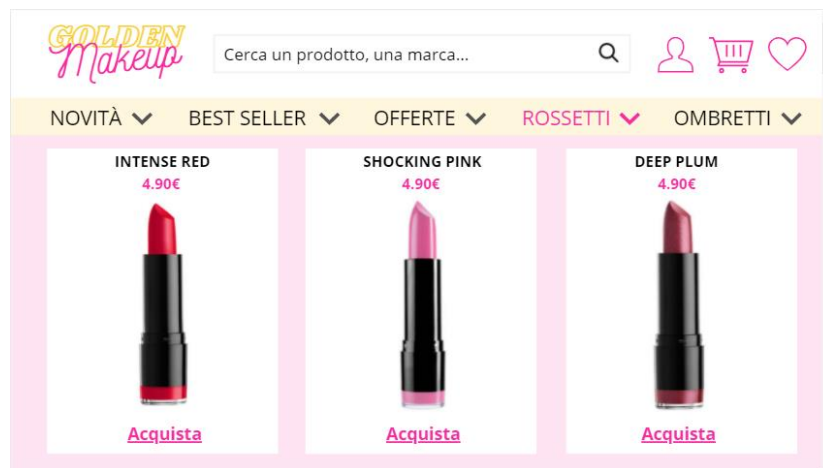 GOLDEN
Makeup
Cerca un prodotto, una marca...
NOVITÀ BEST SELLER OFFERTE ROSSETTI OMBRETTI
INTENSE RED
4.90€
Acquista
SHOCKING PINK
4.90€
Acquista
DEEP PLUM
4.90€
Acquista